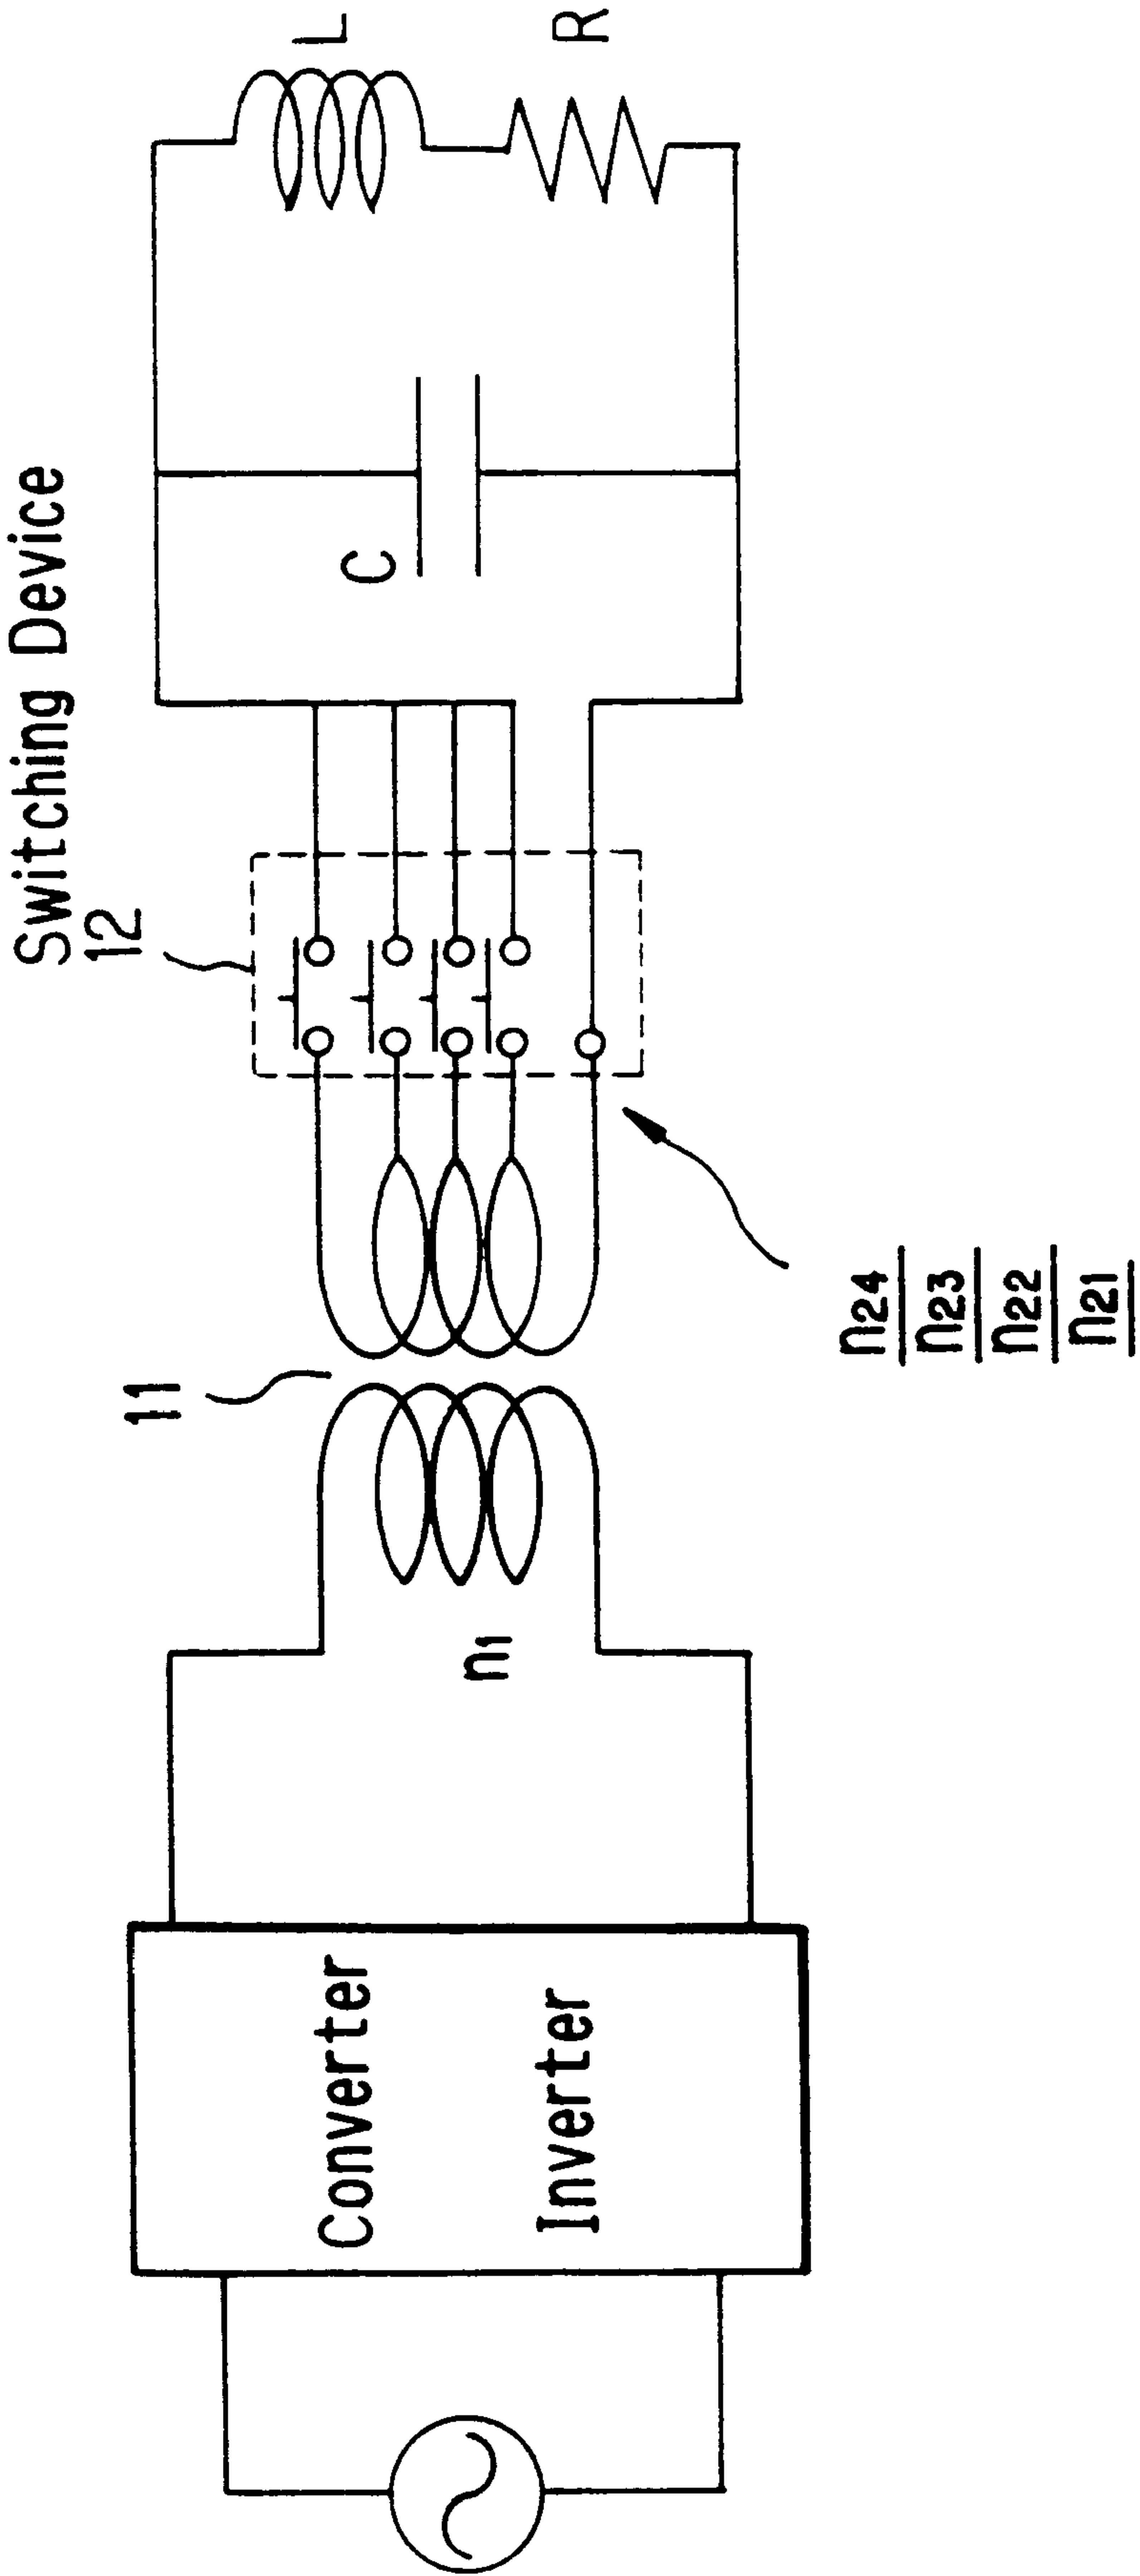 Switching Device
12
11
L
C
R
Converter
Inverter
n1
n24
n23
n22
n21